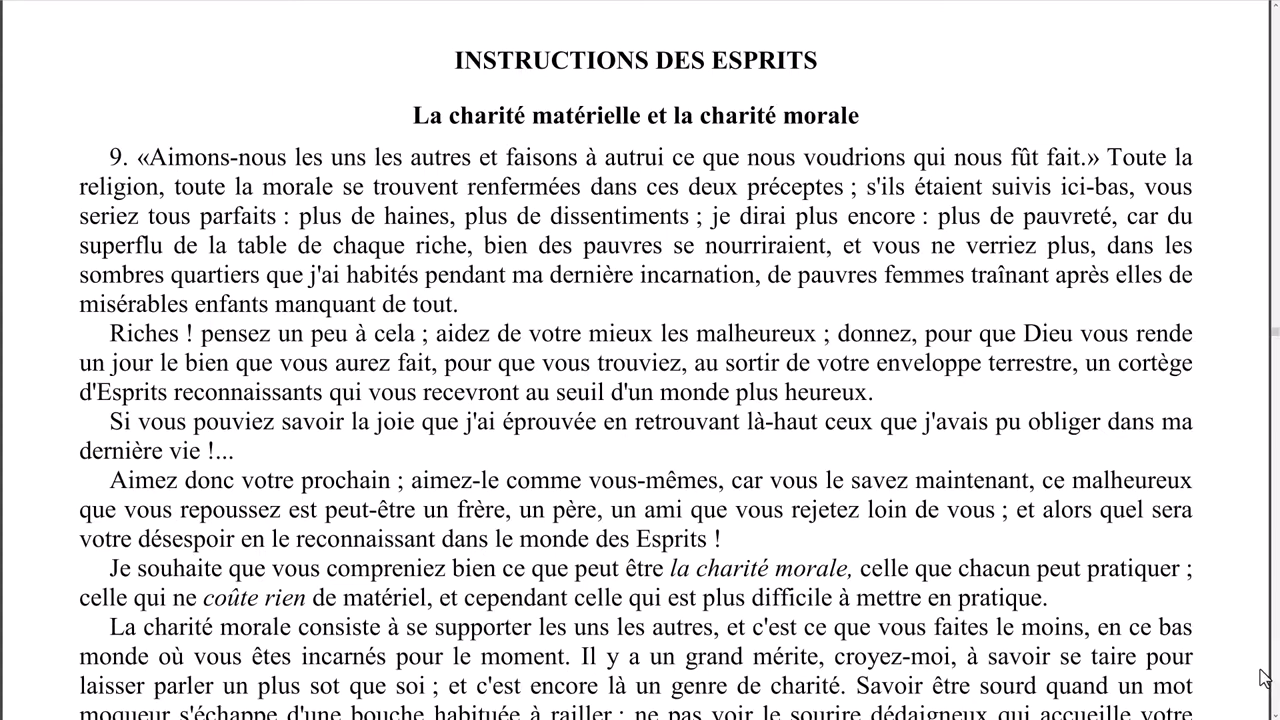 INSTRUCTIONS DES ESPRITS
La charité matérielle et la charité morale
9. «Aimons-nous les uns les autres et faisons à autrui ce que nous voudrions qui nous fût fait.» Toute la
religion, toute la morale se trouvent renfermées dans ces deux préceptes ; s'ils étaient suivis ici-bas, vous
seriez tous parfaits : plus de haines, plus de dissentiments ; je dirai plus encore : plus de pauvreté, car du
superflu de la table de chaque riche, bien des pauvres se nourriraient, et vous ne verriez plus, dans les
sombres quartiers que j'ai habités pendant ma dernière incarnation, de pauvres femmes traînant après elles de
misérables enfants manquant de tout.
Riches ! pensez un peu à cela ; aidez de votre mieux les malheureux ; donnez, pour que Dieu vous rende
un jour le bien que vous aurez fait, pour que vous trouviez, au sortir de votre enveloppe terrestre, un cortège
d'Esprits reconnaissants qui vous recevront au seuil d'un monde plus heureux.
Si vous pouviez savoir la joie que j'ai éprouvée en retrouvant là-haut ceux que j'avais pu obliger dans ma
dernière vie !...
Aimez donc votre prochain ; aimez-le comme vous-mêmes, car vous le savez maintenant, ce malheureux
que vous repoussez est peut-être un frère, un père, un ami que vous rejetez loin de vous ; et alors quel sera
votre désespoir en le reconnaissant dans le monde des Esprits !
Je souhaite que vous compreniez bien ce que peut être la charité morale, celle que chacun peut pratiquer ;
celle qui ne coûte rien de matériel, et cependant celle qui est plus difficile à mettre en pratique.
La charité morale consiste à se supporter les uns les autres, et c'est ce que vous faites le moins, en ce bas
monde où vous êtes incarnés pour le moment. Il y a un grand mérite, croyez-moi, à savoir se taire pour
laisser parler un plus sot que soi ; et c'est encore là un genre de charité. Savoir être sourd quand un mot
moqueur s'échappe d'une bouche habituée à railler ; ne pas voir le sourire dédaigneux qui accueille votre